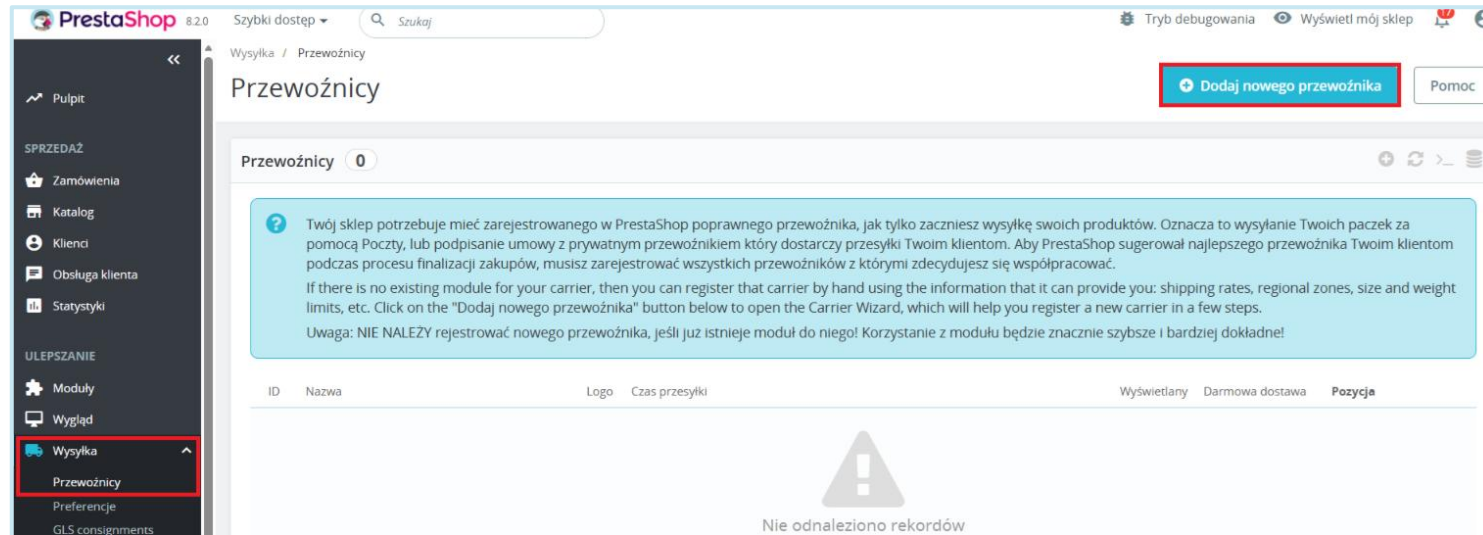 PrestaShop 8.2.0 Szybki dostęp Szukaj Tryb debugowania Wyświetl mój sklep
Wysyłka / Przewoźnicy
Przewoźnicy
Dodaj nowego przewoźnika Pomoc
Pulpit
SPRZEDAŻ
Zamówienia
Katalog
Klienci
Obsługa klienta
Statystyki
ULEPSZANIE
Moduły
Wygląd
Wysyłka
Przewoźnicy
Preferencje
GLS consignments
Przewoźnicy 0
Twój sklep potrzebuje mieć zarejestrowanego w PrestaShop poprawnego przewoźnika, jak tylko zaczniesz wysyłkę swoich produktów. Oznacza to wysyłanie Twoich paczek za
pomocą Poczty, lub podpisanie umowy z prywatnym przewoźnikiem który dostarczy przesyłki Twoim klientom. Aby PrestaShop sugerował najlepszego przewoźnika Twoim klientom
podczas procesu finalizacji zakupów, musisz zarejestrować wszystkich przewoźników z którymi zdecydujesz się współpracować.
If there is no existing module for your carrier, then you can register that carrier by hand using the information that it can provide you: shipping rates, regional zones, size and weight
limits, etc. Click on the "Dodaj nowego przewoźnika" button below to open the Carrier Wizard, which will help you register a new carrier in a few steps.
Uwaga: NIE NALEŻY rejestrować nowego przewoźnika, jeśli już istnieje moduł do niego! Korzystanie z modułu będzie znacznie szybsze i bardziej dokładne!
ID Nazwa Logo Czas przesyłki Wyświetlany Darmowa dostawa Pozycja
Nie odnaleziono rekordów